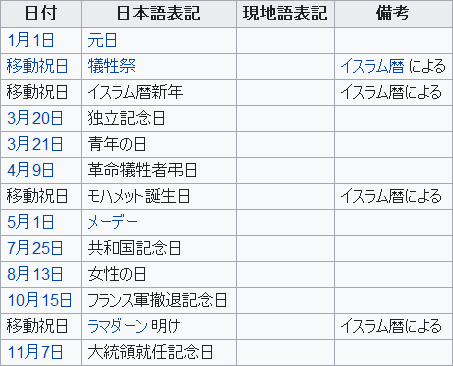 日付 日本語表記 現地語表記 備考
1月1日 元日
移動祝日 犠牲祭 イスラム暦 による
移動祝日 イスラム暦新年 イスラム暦による
3月20日 独立記念日
3月21日 青年の日
4月9日 革命犠牲者弔日
移動祝日 モハメット誕生日 イスラム暦による
5月1日 メーデー
7月25日 共和国記念日
8月13日 女性の日
10月15日 フランス軍撤退記念日
移動祝日 ラマダーン 明け イスラム暦による
11月7日 大統領就任記念日